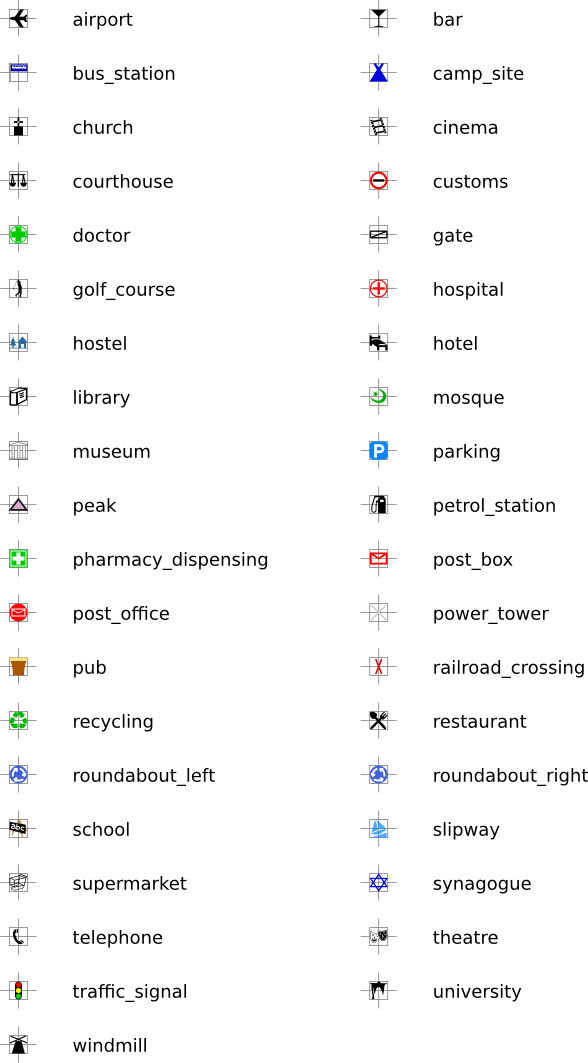 airport bar
bus_station camp_site
church cinema
courthouse customs
doctor gate
golf_course hospital
hostel hotel
library mosque
museum P parking
peak petrol_station
pharmacy_dispensing post_box
post_office power_tower
pub railroad_crossing
recycling restaurant
roundabout_left roundabout_right
abc school slipway
supermarket synagogue
telephone theatre
traffic_signal university
windmill